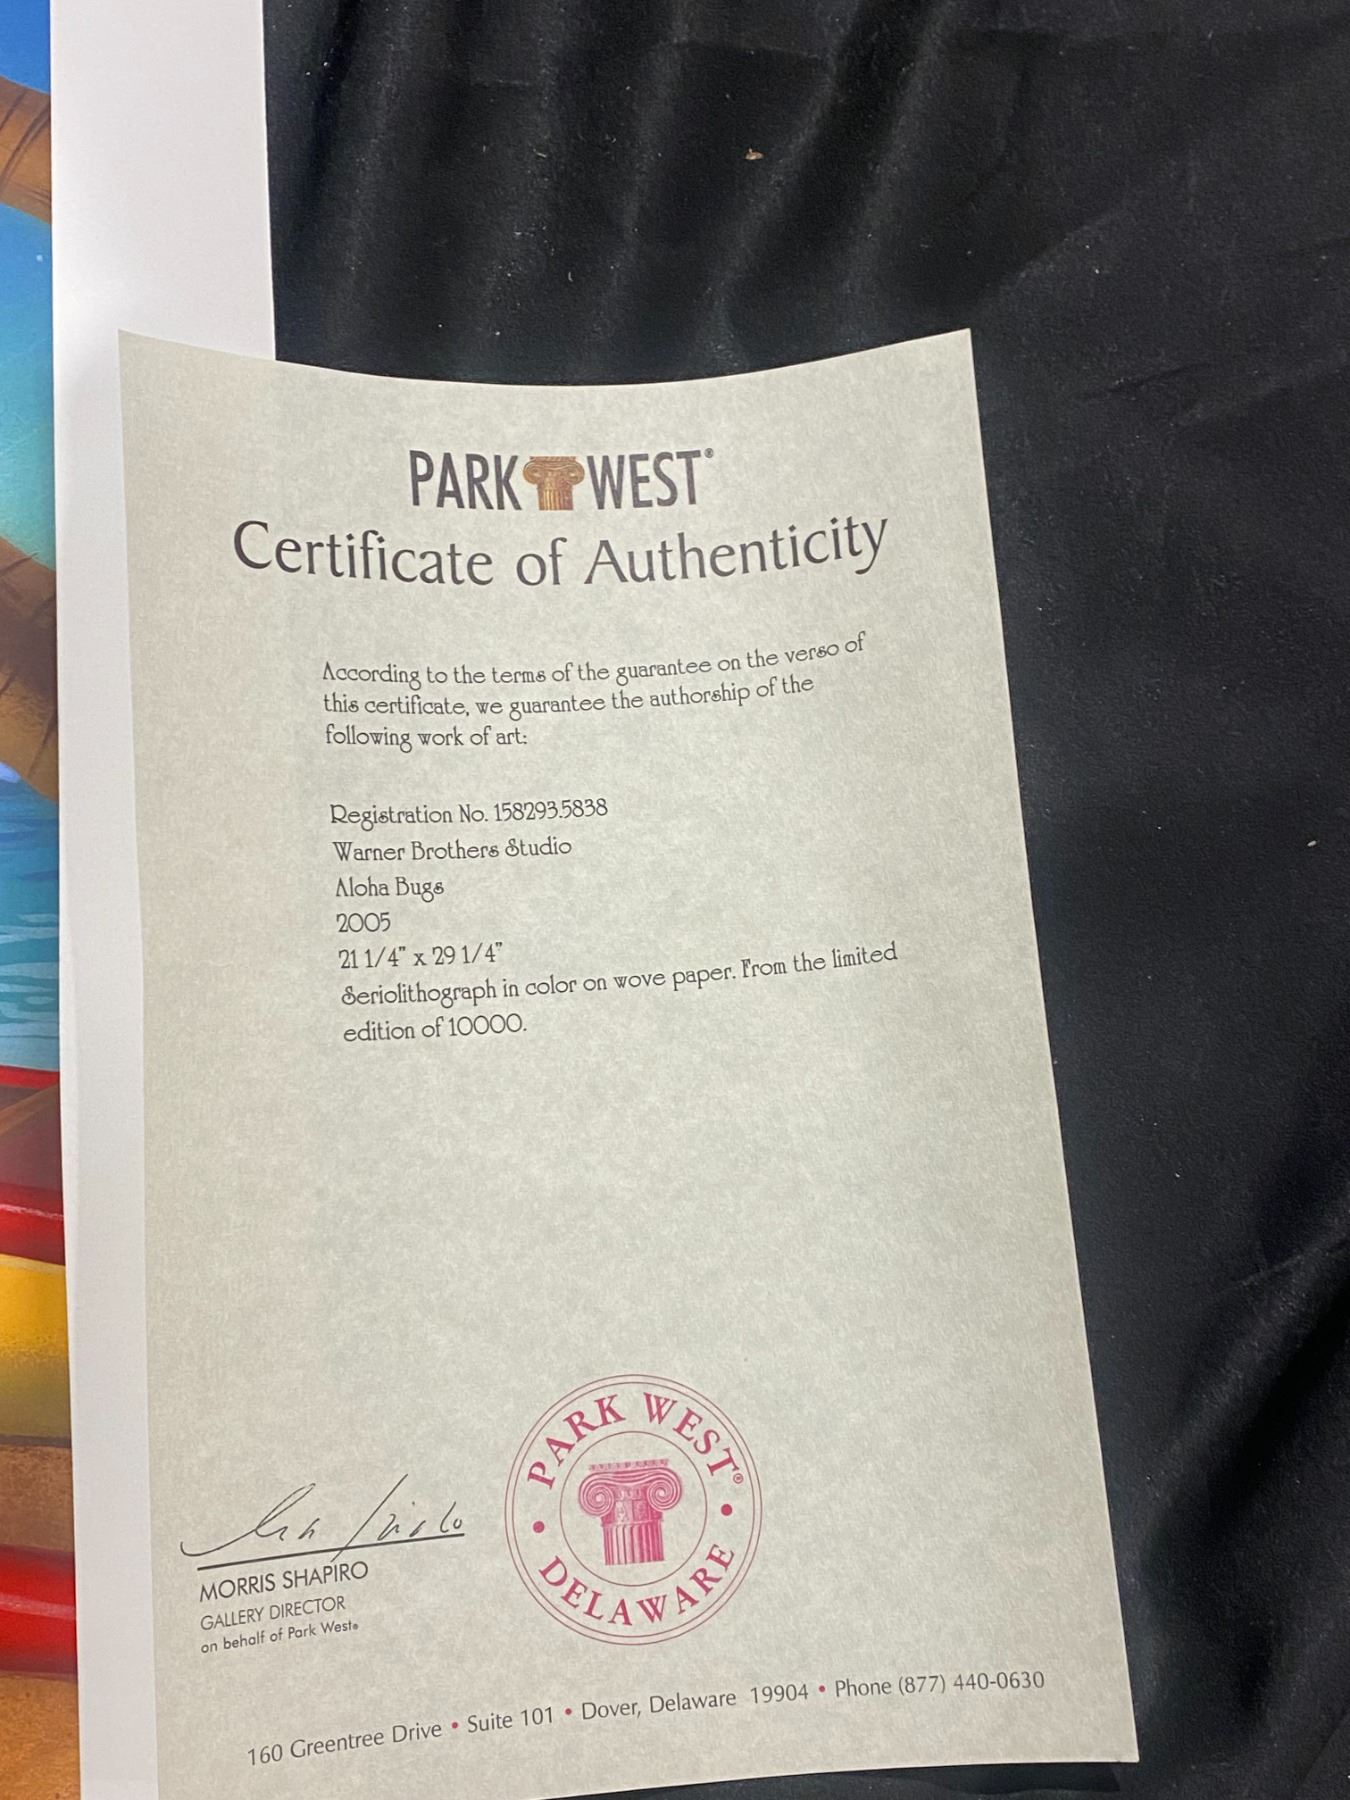 PARK WEST®
Certificate of Authenticity
According to the terms of the guarantee on the verso of
this certificate, we guarantee the authorship of the
following work of art:
Registration No. 158293.5838
Warner Brothers Studio
Aloha Bugs
2005
21 1/4" x 29 1/4"
Seriolithograph in color on wove paper. From the limited
edition of 10000.
PARK WEST®
• DELAWARE •
MORRIS SHAPIRO
GALLERY DIRECTOR
on behalf of Park West®
160 Greentree Drive • Suite 101 • Dover, Delaware 19904 • Phone (877) 440-0630